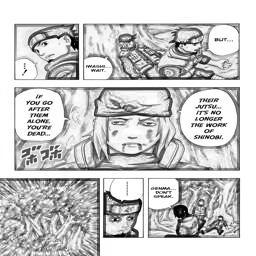 BUT...
IWASHI...
WAIT.
...!
THEIR
JUTSU...
IT'S NO
LONGER
THE WORK
OF
SHINOBI.
IF YOU
GO AFTER
THEM
ALONE,
YOU'RE
DEAD...
GENMA...
DON'T
SPEAK.
......